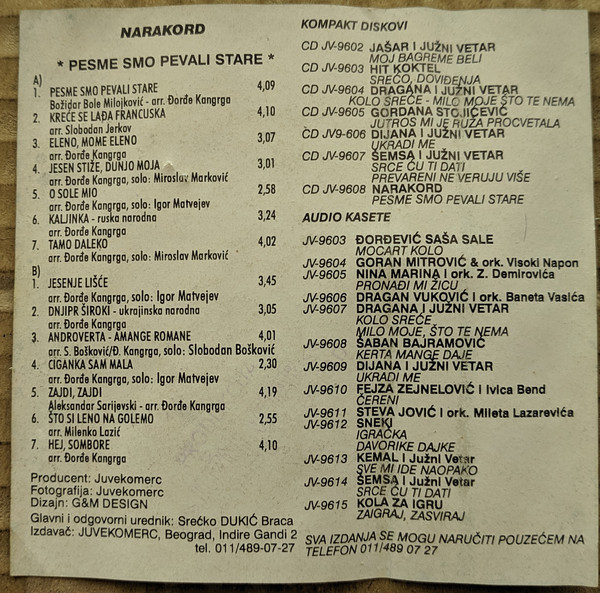 NARAKORD
* PESME SMO PEVALI STARE *
A)
1. PESME SMO PEVALI STARE 4,09
Božidar Bole Milojković - arr. Đorđe Kangrga
2. KREĆE SE LAĐA FRANCUSKA 4,10
arr. Slobodan Jerkov
3. ELENO, MOME ELENO 3,07
arr. Đorđe Kangrga
4. JESEN STIŽE, DUNJO MOJA 3,01
arr. Đorđe Kangrga, solo: Miroslav Marković
5. O SOLE MIO 2,58
arr. Đorđe Kangrga, solo: Igor Matvejev
6. KALJINKA - ruska narodna 3,24
arr. Đorđe Kangrga
7. TAMO DALEKO 4,02
arr. Đorđe Kangrga, solo: Miroslav Marković
B)
1. JESENJE LIŠĆE 3,45
arr. Đorđe Kangrga, solo: Igor Matvejev
2. DNJIPR ŠIROKI - ukrajinska narodna 3,05
arr. Đorđe Kangrga
3. ANDROVERTA - AMANGE ROMANE 4,01
arr. S. Bošković/Đ. Kangrga, solo: Slobodan Bošković
4. CIGANKA SAM MALA 2,30
arr. Đorđe Kangrga, solo: Igor Matvejev
5. ZAJDI, ZAJDI 4,19
Aleksandar Sarijevski - arr. Đorđe Kangrga
6. ŠTO SI LENO NA GOLEMO 2,55
arr. Milenko Lazić
7. HEJ, SOMBORE 4,10
arr. Đorđe Kangrga
Producent: Juvekomerc
Fotografija: Juvekomerc
Dizajn: G&M DESIGN
Glavni i odgovorni urednik: Srećko DUKIĆ Braca
Izdavač: JUVEKOMERC, Beograd, Indire Gandi 2
tel. 011/489-07-27
KOMPAKT DISKOVI
CD JV-9602 JAŠAR I JUŽNI VETAR
MOJ BAGREME BELI
CD JV-9603 HIT KOKTEL
SREĆO, DOVIĐENJA
CD JV-9604 DRAGANA I JUŽNI VETAR
KOLO SREĆE - MILO MOJE ŠTO TE NEMA
CD JV-9605 GORDANA STOJIĆEVIĆ
JUTROS MI JE RUŽA PROCVETALA
CD JV9-606 DIJANA I JUŽNI VETAR
UKRADI ME
CD JV-9607 ŠEMSA I JUŽNI VETAR
SRCE ĆU TI DATI
PREVARENI NE VERUJU VIŠE
CD JV-9608 NARAKORD
PESME SMO PEVALI STARE
AUDIO KASETE
JV-9603 ĐORĐEVIĆ SAŠA SALE
MOCART KOLO
JV-9604 GORAN MITROVIĆ & ork. Visoki Napon
JV-9605 NINA MARINA I ork. Z. Demirovića
PRONAĐI MI ŽICU
JV-9606 DRAGAN VUKOVIĆ I ork. Baneta Vasića
JV-9607 DRAGANA I JUŽNI VETAR
KOLO SREĆE
MILO MOJE, ŠTO TE NEMA
JV-9608 ŠABAN BAJRAMOVIĆ
KERTA MANGE DAJE
JV-9609 DIJANA I JUŽNI VETAR
UKRADI ME
JV-9610 FEJZA ZEJNELOVIĆ I Ivica Bend
ČERENI
JV-9611 STEVA JOVIĆ I ork. Mileta Lazarevića
JV-9612 SNEKI
IGRAČKA
DAVORIKE DAJKE
JV-9613 KEMAL I Južni Vetar
SVE MI IDE NAOPAKO
JV-9614 ŠEMSA I Južni Vetar
SRCE ĆU TI DATI
JV-9615 KOLA ZA IGRU
ZAIGRAJ, ZASVIRAJ
SVA IZDANJA SE MOGU NARUČITI POUZEĆEM NA
TELEFON 011/489 07 27